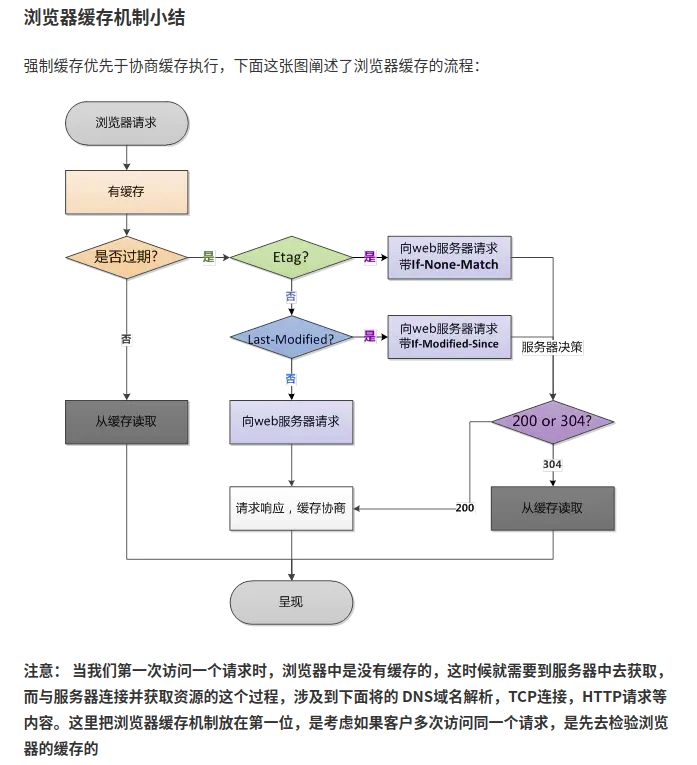 浏览器缓存机制小结
强制缓存优先于协商缓存执行，下面这张图阐述了浏览器缓存的流程：
浏览器请求
有缓存
是否过期?
是
Etag?
是
向web服务器请求
带If-None-Match
否
否
Last-Modified?
是
向web服务器请求
带If-Modified-Since
服务器决策
否
从缓存读取
向web服务器请求
200 or 304?
304
请求响应，缓存协商
200
从缓存读取
呈现
注意： 当我们第一次访问一个请求时，浏览器中是没有缓存的，这时候就需要到服务器中去获取，
而与服务器连接并获取资源的这个过程，涉及到下面将的 DNS域名解析，TCP连接，HTTP请求等
内容。这里把浏览器缓存机制放在第一位，是考虑如果客户多次访问同一个请求，是先去检验浏览
器的缓存的